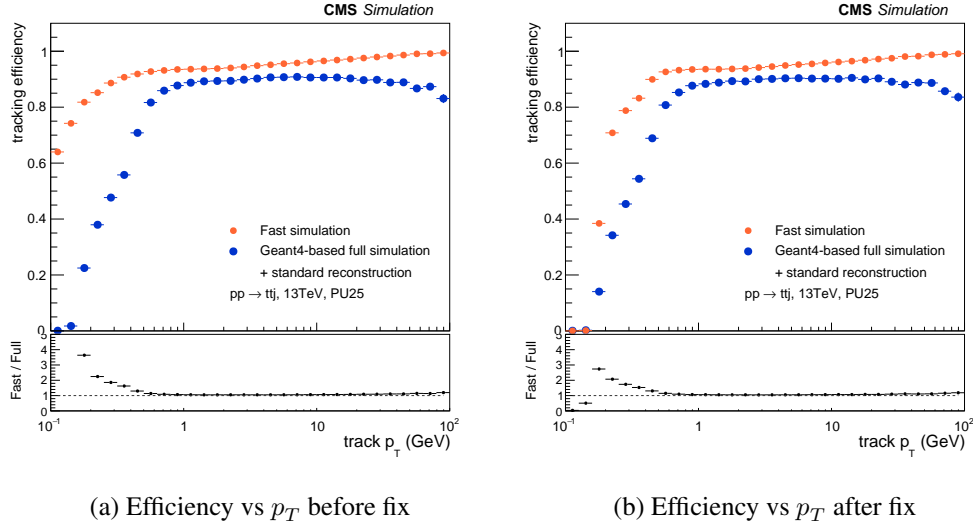 CMS Simulation
tracking efficiency
1
0.8
0.6
0.4
0.2
0
Fast simulation
Geant4-based full simulation
+ standard reconstruction
pp → ttj, 13TeV, PU25
Fast / Full
5
4
3
2
1
0
10⁻¹ 1 10 10²
track p_T (GeV)
(a) Efficiency vs p_T before fix
CMS Simulation
tracking efficiency
1
0.8
0.6
0.4
0.2
0
Fast simulation
Geant4-based full simulation
+ standard reconstruction
pp → ttj, 13TeV, PU25
Fast / Full
5
4
3
2
1
0
10⁻¹ 1 10 10²
track p_T (GeV)
(b) Efficiency vs p_T after fix